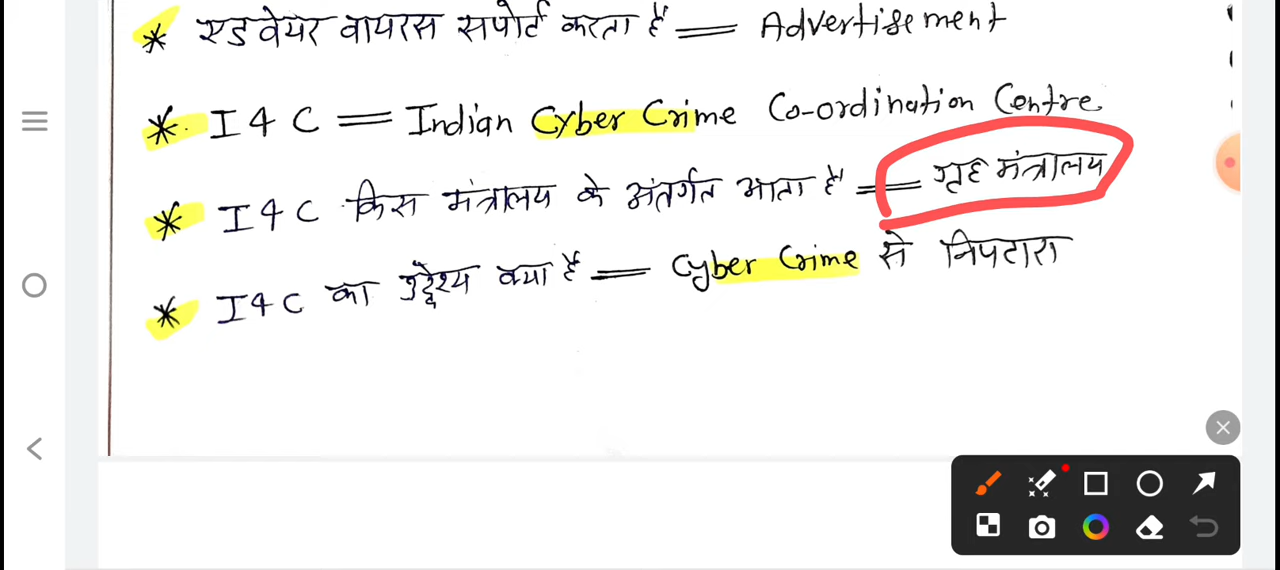 * एडवेयर वायरस सपोर्ट करता है = Advertisement
* I4C = Indian Cyber Crime Co-ordination Centre
* I4C किस मंत्रालय के अंतर्गत आता है = गृह मंत्रालय
* I4C का उद्देश्य क्या है = Cyber Crime से निपटारा